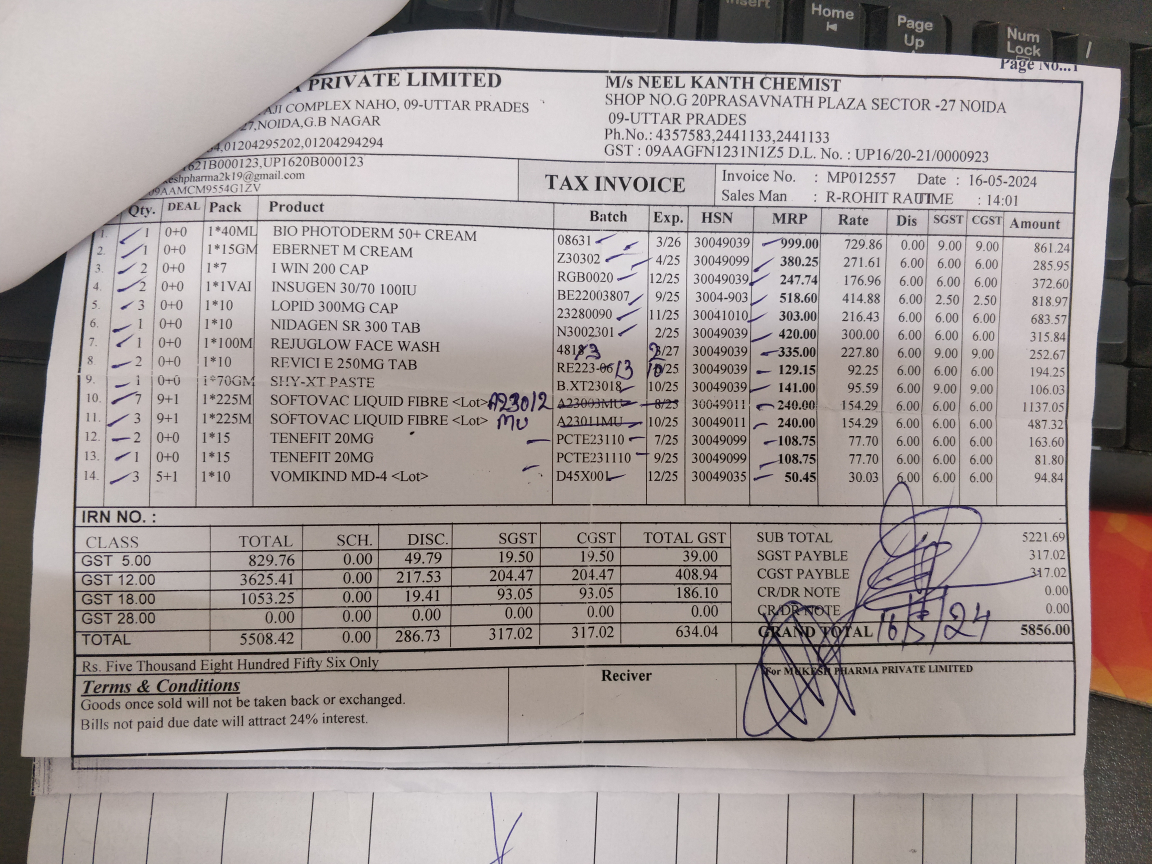 Insert
Home
Page Up
Num Lock
/
Page No...1
A PRIVATE LIMITED
AJI COMPLEX NAHO, 09-UTTAR PRADES
27,NOIDA,G.B NAGAR
,01204295202,01204294294
1621B000123,UP1620B000123
keshpharma2k19@gmail.com
09AAMCM9554G1ZV
M/s NEEL KANTH CHEMIST
SHOP NO.G 20PRASAVNATH PLAZA SECTOR -27 NOIDA
09-UTTAR PRADES
Ph.No.: 4357583,2441133,2441133
GST : 09AAGFN1231N1Z5 D.L. No. : UP16/20-21/0000923
TAX INVOICE
Invoice No. : MP012557 Date : 16-05-2024
Sales Man : R-ROHIT RAUTIME : 14:01
Qty. DEAL Pack Product Batch Exp. HSN MRP Rate Dis SGST CGST Amount
1. 1 0+0 1*40ML BIO PHOTODERM 50+ CREAM 08631 3/26 30049039 999.00 729.86 0.00 9.00 9.00 861.24
2. 1 0+0 1*15GM EBERNET M CREAM Z30302 4/25 30049099 380.25 271.61 6.00 6.00 6.00 285.95
3. 2 0+0 1*7 I WIN 200 CAP RGB0020 12/25 30049039 247.74 176.96 6.00 6.00 6.00 372.60
4. 2 0+0 1*1VAI INSUGEN 30/70 100IU BE22003807 9/25 3004-903 518.60 414.88 6.00 2.50 2.50 818.97
5. 3 0+0 1*10 LOPID 300MG CAP 23280090 11/25 30041010 303.00 216.43 6.00 6.00 6.00 683.57
6. 1 0+0 1*10 NIDAGEN SR 300 TAB N3002301 2/25 30049039 420.00 300.00 6.00 6.00 6.00 315.84
7. 1 0+0 1*100M REJUGLOW FACE WASH 3 2/27 30049039 335.00 227.80 6.00 9.00 9.00 252.67
8 2 0+0 1*10 REVICI E 250MG TAB RE223-06 13 10/25 30049039 129.15 92.25 6.00 6.00 6.00 194.25
9. 1 0+0 1*70GM SHY-XT PASTE B.XT23018 10/25 30049039 141.00 95.59 6.00 9.00 9.00 106.03
10. 7 9+1 1*225M SOFTOVAC LIQUID FIBRE <Lot> A23012 MU A23003MU 8/25 30049011 240.00 154.29 6.00 6.00 6.00 1137.05
11. 3 9+1 1*225M SOFTOVAC LIQUID FIBRE <Lot> A23011MU 10/25 30049011 240.00 154.29 6.00 6.00 6.00 487.32
12. 2 0+0 1*15 TENEFIT 20MG PCTE23110 7/25 30049099 108.75 77.70 6.00 6.00 6.00 163.60
13. 1 0+0 1*15 TENEFIT 20MG PCTE231110 9/25 30049099 108.75 77.70 6.00 6.00 6.00 81.80
14. 3 5+1 1*10 VOMIKIND MD-4 <Lot> D45X001 12/25 30049035 50.45 30.03 6.00 6.00 6.00 94.84
IRN NO. :
CLASS TOTAL SCH. DISC. SGST CGST TOTAL GST
GST 5.00 829.76 0.00 49.79 19.50 19.50 39.00
GST 12.00 3625.41 0.00 217.53 204.47 204.47 408.94
GST 18.00 1053.25 0.00 19.41 93.05 93.05 186.10
GST 28.00 0.00 0.00 0.00 0.00 0.00 0.00
TOTAL 5508.42 0.00 286.73 317.02 317.02 634.04
SUB TOTAL 5221.69
SGST PAYBLE 317.02
CGST PAYBLE 317.02
CR/DR NOTE 0.00
CR/DR NOTE 0.00
GRAND TOTAL 5856.00
16/5/24
Rs. Five Thousand Eight Hundred Fifty Six Only
Terms & Conditions
Goods once sold will not be taken back or exchanged.
Bills not paid due date will attract 24% interest.
Reciver
For MUKESH PHARMA PRIVATE LIMITED